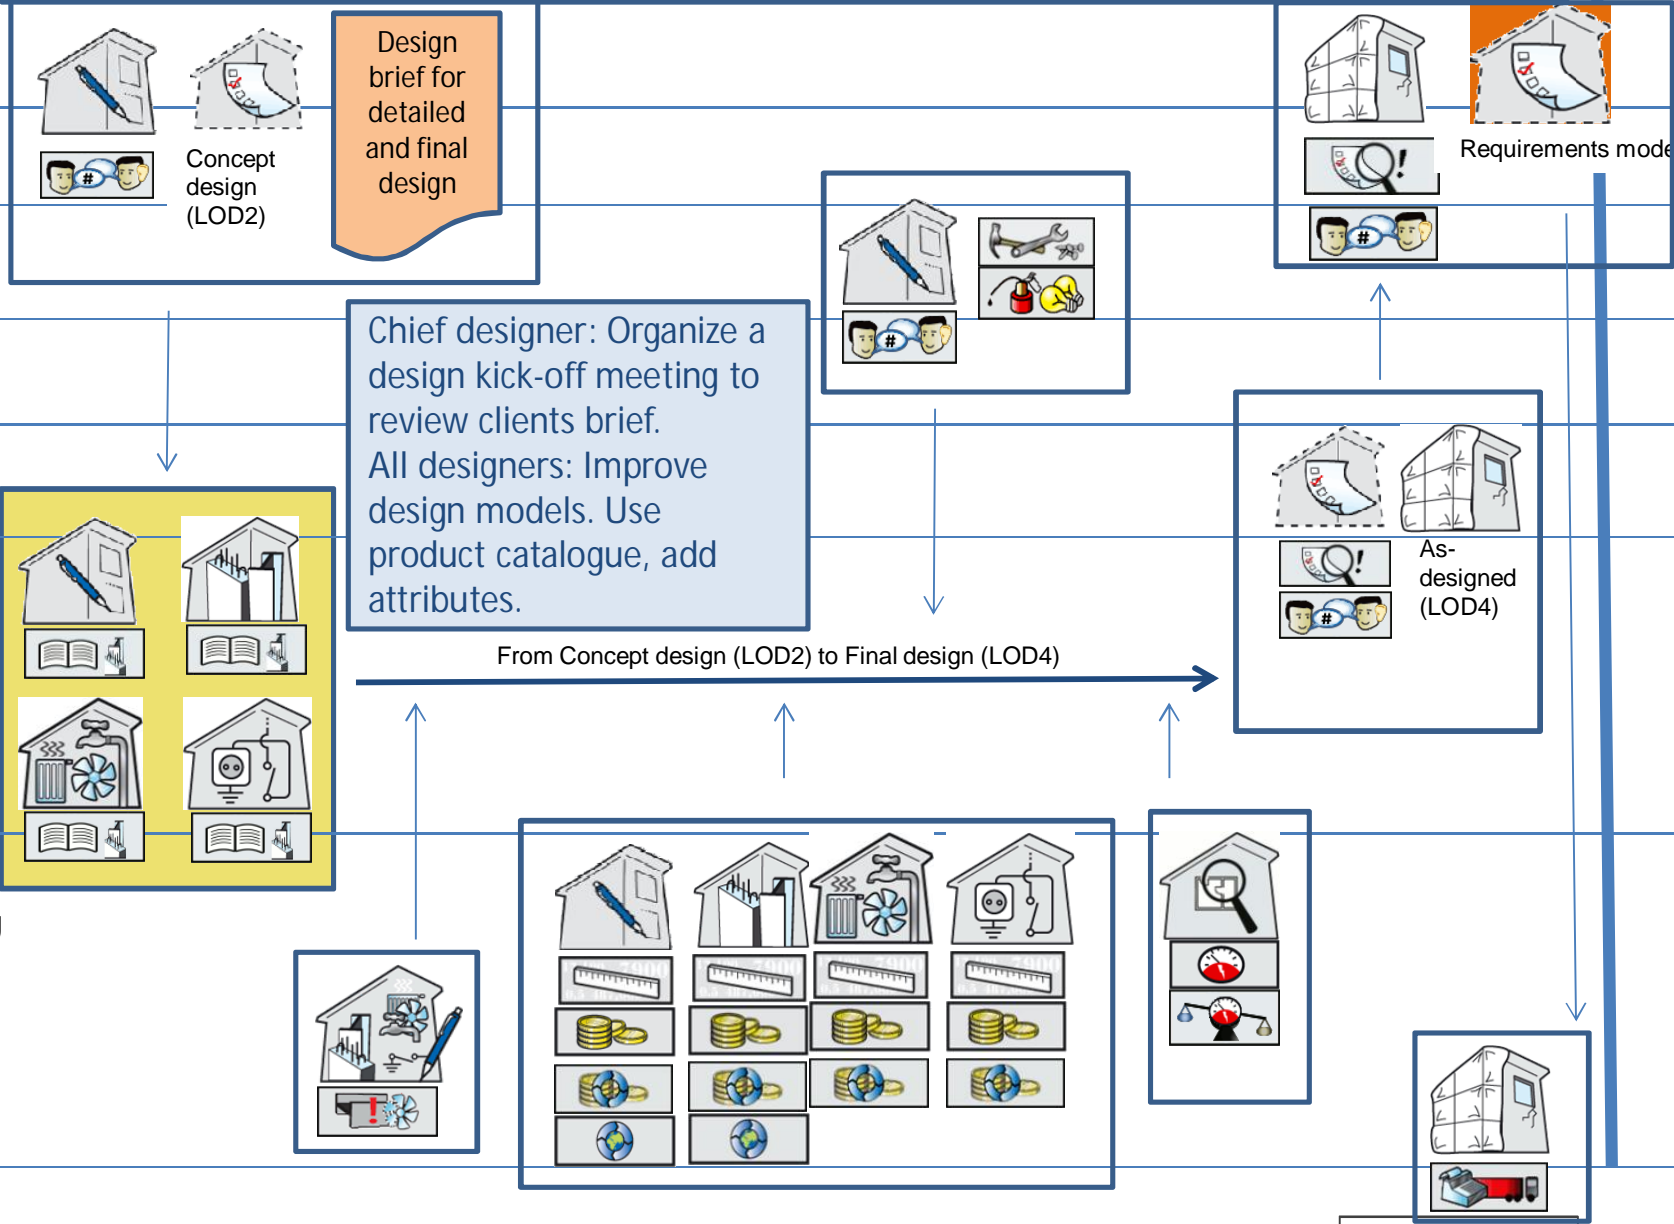 Design
brief for
detailed
and final
design
Concept
design
(LOD2)
#
Requirements mode
#
#
Chief designer: Organize a
design kick-off meeting to
review clients brief.
All designers: Improve
design models. Use
product catalogue, add
attributes.
As-
designed
(LOD4)
#
From Concept design (LOD2) to Final design (LOD4)